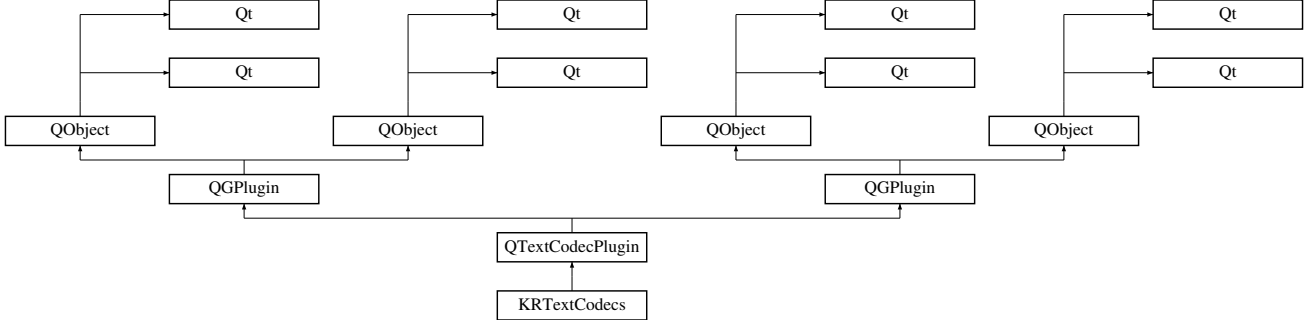 Qt Qt Qt Qt
Qt Qt Qt Qt
QObject QObject QObject QObject
QGPlugin QGPlugin
QTextCodecPlugin
KRTextCodecs